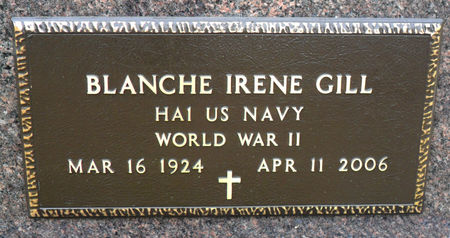 BLANCHE IRENE GILL
HA1 US NAVY
WORLD WAR II
MAR 16 1924 APR 11 2006